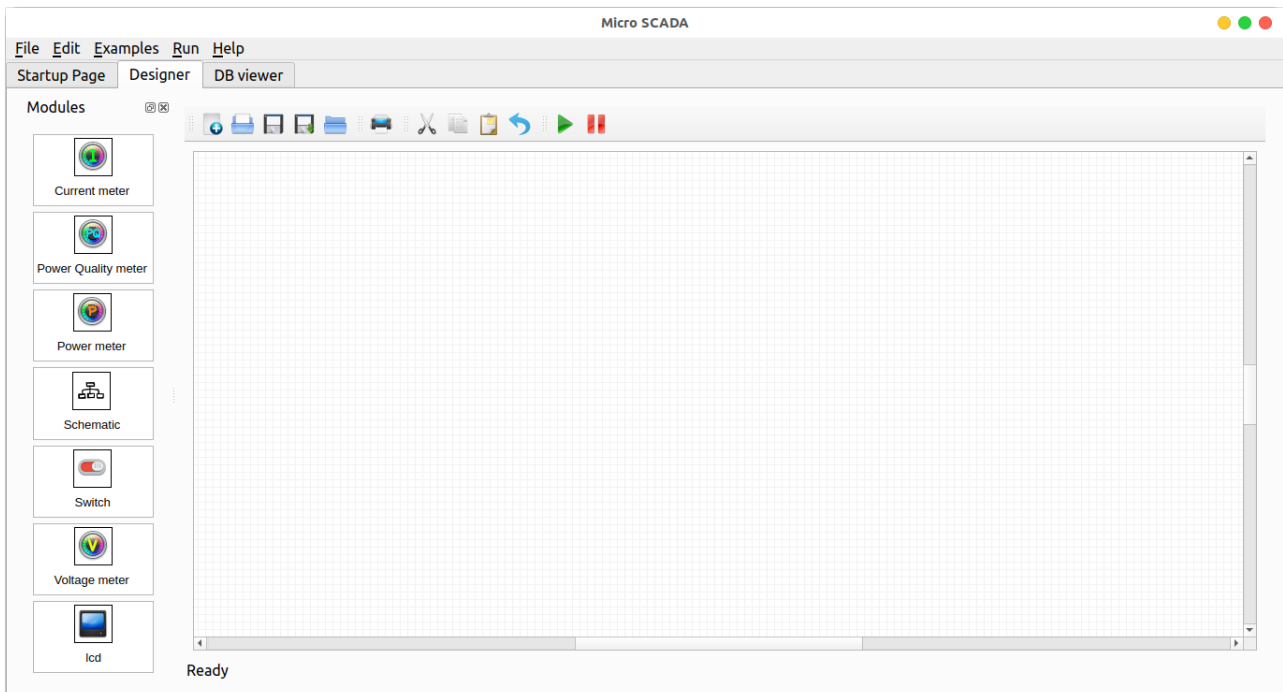 Micro SCADA
File Edit Examples Run Help
Startup Page Designer DB viewer
Modules
I
Current meter
PQ
Power Quality meter
P
Power meter
Schematic
Switch
V
Voltage meter
lcd
Ready